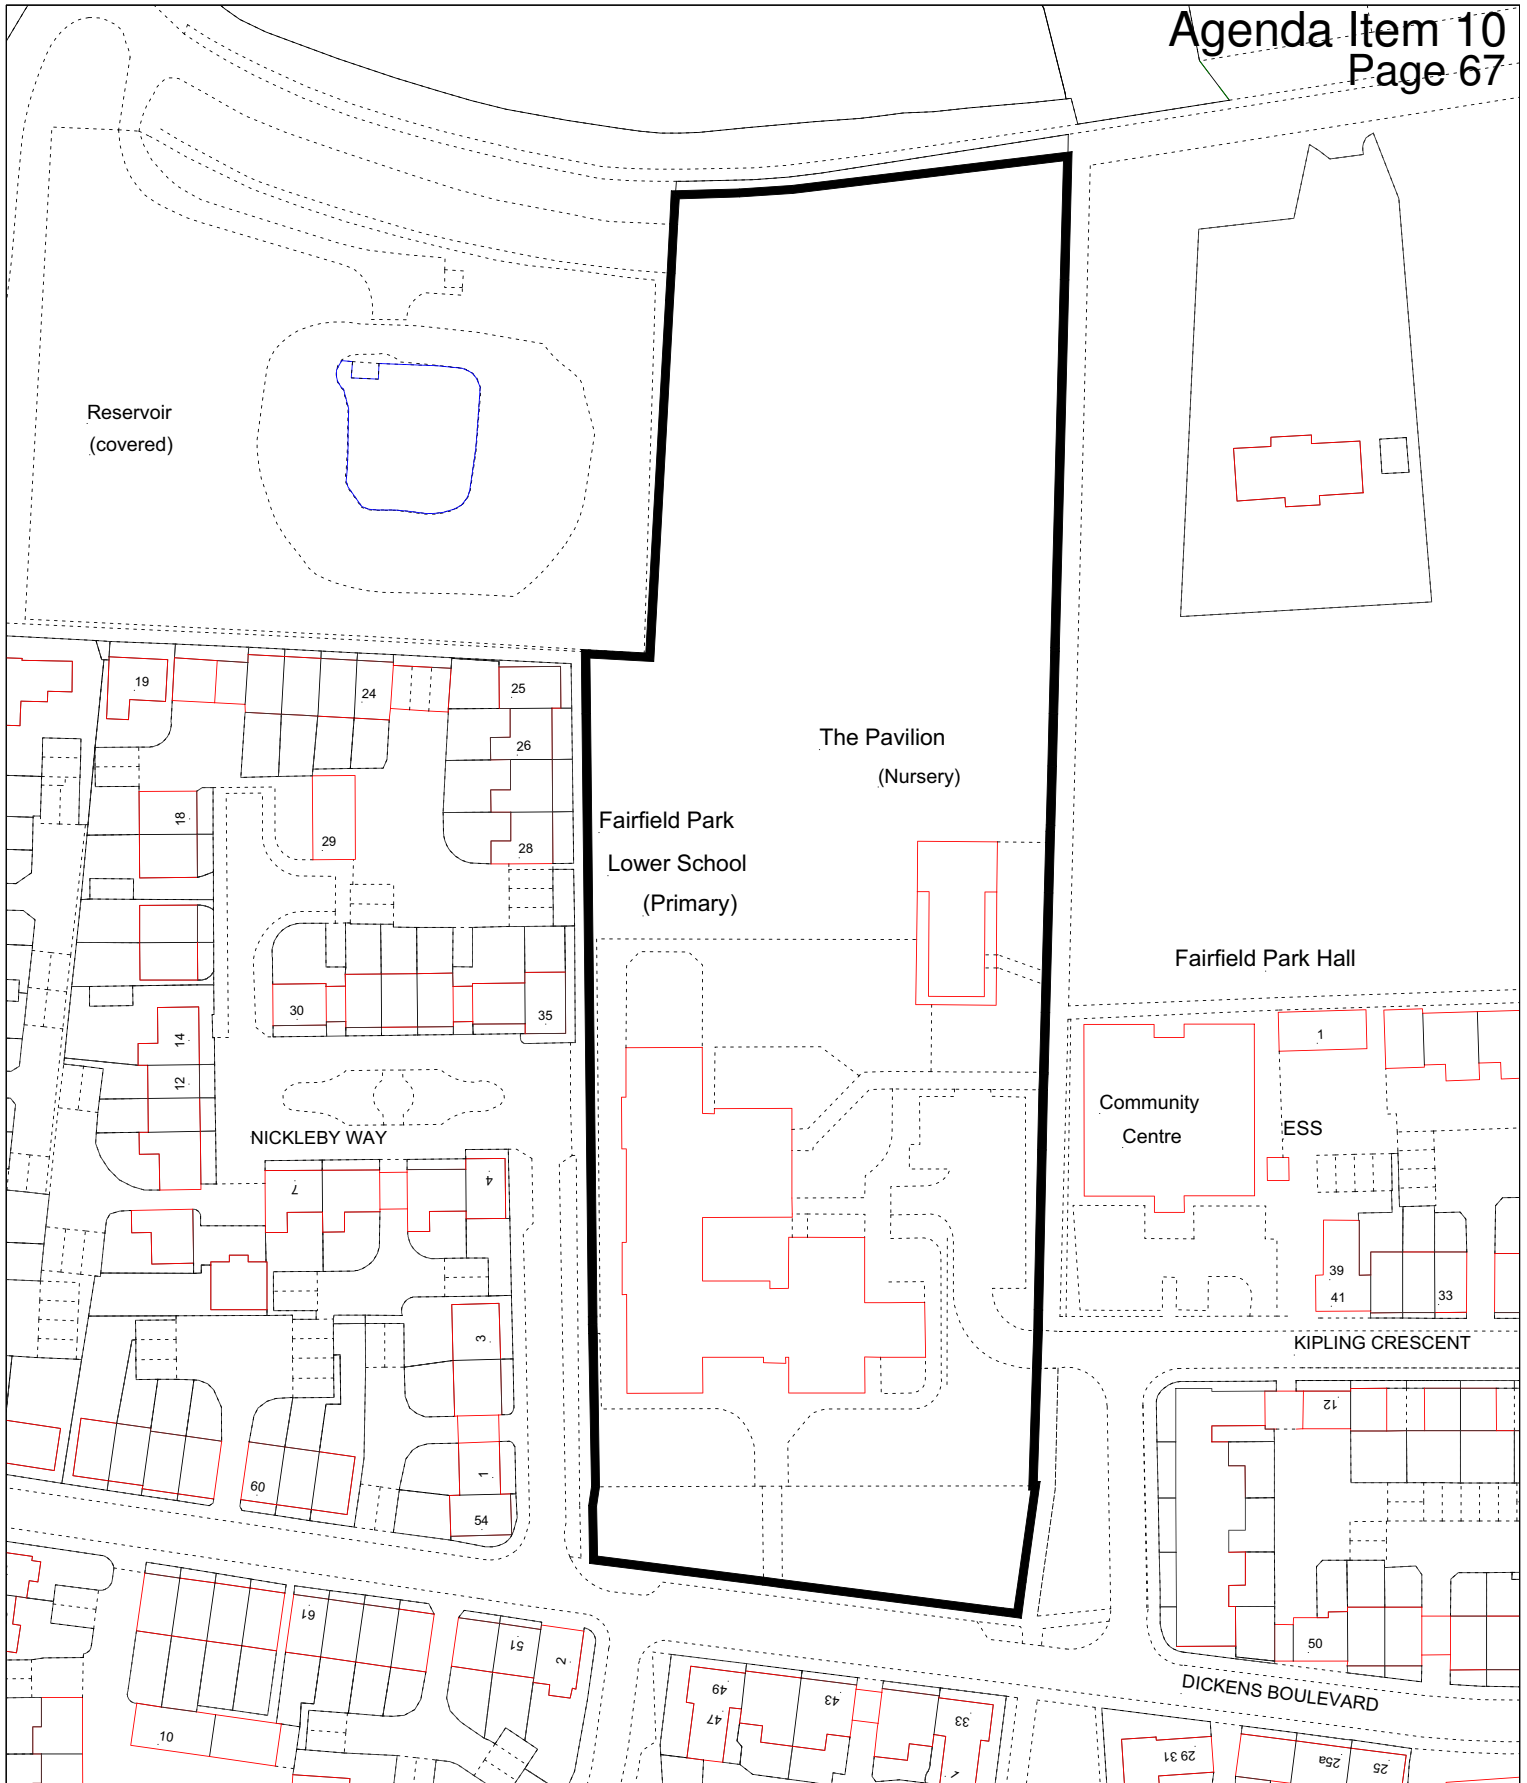 Agenda Item 10
Page 67
Reservoir
(covered)
19
24
25
26
The Pavilion
(Nursery)
18
29
28
Fairfield Park
Lower School
(Primary)
Fairfield Park Hall
30
35
14
12
1
Community
Centre
ESS
NICKLEBY WAY
7
4
39
41
33
3
KIPLING CRESCENT
12
1
60
54
61
51
2
50
DICKENS BOULEVARD
49
47
43
33
10
29 31
25a
25